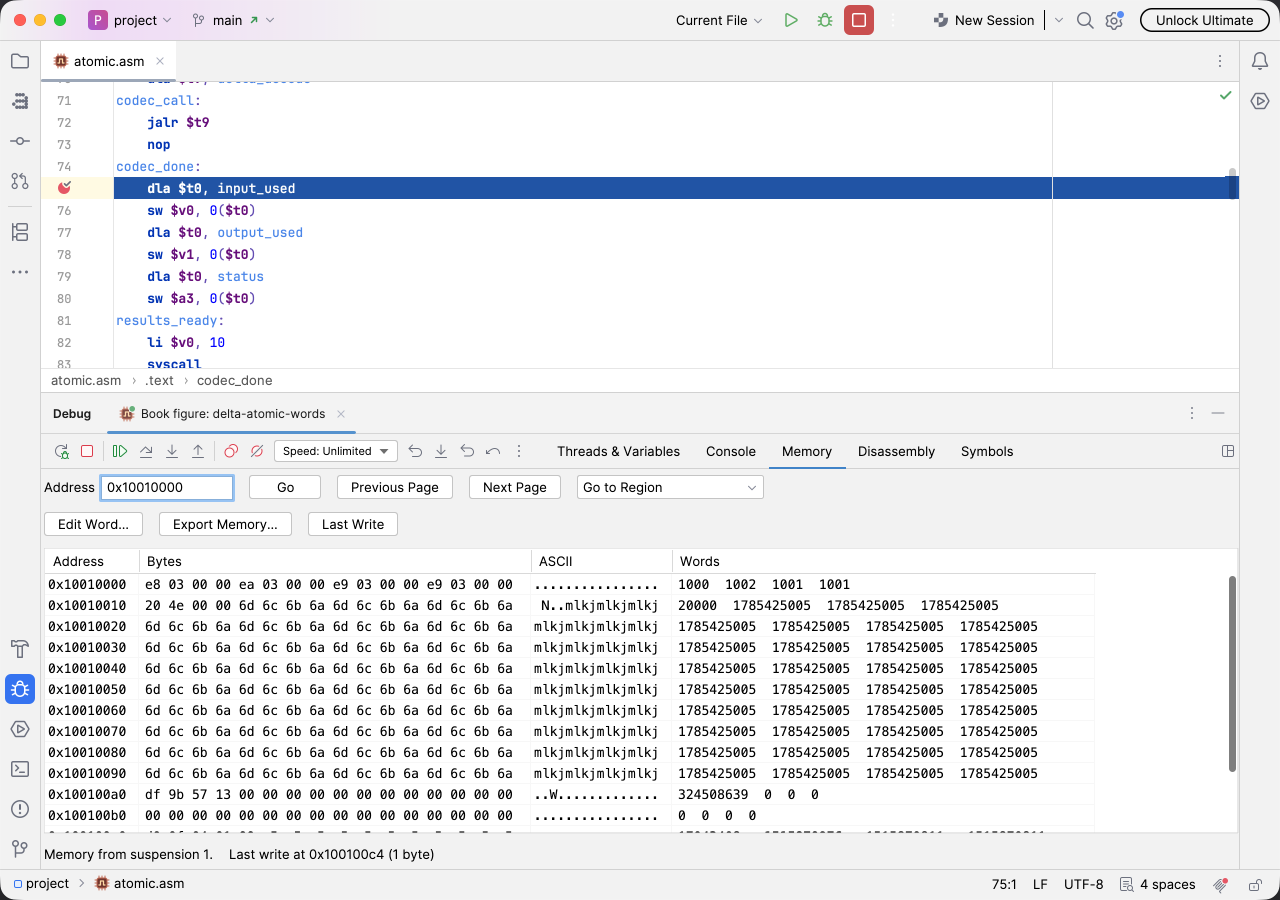 P project main Current File New Session Unlock Ultimate
atomic.asm
71 codec_call:
72 jalr $t9
73 nop
74 codec_done:
dla $t0, input_used
76 sw $v0, 0($t0)
77 dla $t0, output_used
78 sw $v1, 0($t0)
79 dla $t0, status
80 sw $a3, 0($t0)
81 results_ready:
82 li $v0, 10
83 syscall
atomic.asm › .text › codec_done
Debug Book figure: delta-atomic-words
Speed: Unlimited Threads & Variables Console Memory Disassembly Symbols
Address 0x10010000 Go Previous Page Next Page Go to Region
Edit Word... Export Memory... Last Write
Address Bytes ASCII Words
0x10010000 e8 03 00 00 ea 03 00 00 e9 03 00 00 e9 03 00 00 ................ 1000 1002 1001 1001
0x10010010 20 4e 00 00 6d 6c 6b 6a 6d 6c 6b 6a 6d 6c 6b 6a N..mlkjmlkjmlkj 20000 1785425005 1785425005 1785425005
0x10010020 6d 6c 6b 6a 6d 6c 6b 6a 6d 6c 6b 6a 6d 6c 6b 6a mlkjmlkjmlkjmlkj 1785425005 1785425005 1785425005 1785425005
0x10010030 6d 6c 6b 6a 6d 6c 6b 6a 6d 6c 6b 6a 6d 6c 6b 6a mlkjmlkjmlkjmlkj 1785425005 1785425005 1785425005 1785425005
0x10010040 6d 6c 6b 6a 6d 6c 6b 6a 6d 6c 6b 6a 6d 6c 6b 6a mlkjmlkjmlkjmlkj 1785425005 1785425005 1785425005 1785425005
0x10010050 6d 6c 6b 6a 6d 6c 6b 6a 6d 6c 6b 6a 6d 6c 6b 6a mlkjmlkjmlkjmlkj 1785425005 1785425005 1785425005 1785425005
0x10010060 6d 6c 6b 6a 6d 6c 6b 6a 6d 6c 6b 6a 6d 6c 6b 6a mlkjmlkjmlkjmlkj 1785425005 1785425005 1785425005 1785425005
0x10010070 6d 6c 6b 6a 6d 6c 6b 6a 6d 6c 6b 6a 6d 6c 6b 6a mlkjmlkjmlkjmlkj 1785425005 1785425005 1785425005 1785425005
0x10010080 6d 6c 6b 6a 6d 6c 6b 6a 6d 6c 6b 6a 6d 6c 6b 6a mlkjmlkjmlkjmlkj 1785425005 1785425005 1785425005 1785425005
0x10010090 6d 6c 6b 6a 6d 6c 6b 6a 6d 6c 6b 6a 6d 6c 6b 6a mlkjmlkjmlkjmlkj 1785425005 1785425005 1785425005 1785425005
0x100100a0 df 9b 57 13 00 00 00 00 00 00 00 00 00 00 00 00 ..W............. 324508639 0 0 0
0x100100b0 00 00 00 00 00 00 00 00 00 00 00 00 00 00 00 00 ................ 0 0 0 0
Memory from suspension 1. Last write at 0x100100c4 (1 byte)
project › atomic.asm 75:1 LF UTF-8 4 spaces